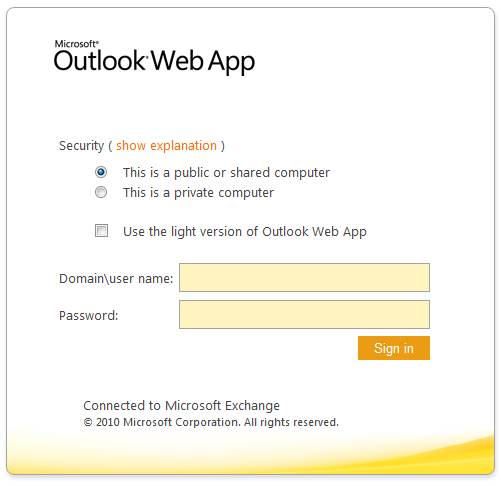 Microsoft®
Outlook® Web App
Security ( show explanation )
This is a public or shared computer
This is a private computer
Use the light version of Outlook Web App
Domain\user name:
Password:
Sign in
Connected to Microsoft Exchange
© 2010 Microsoft Corporation. All rights reserved.